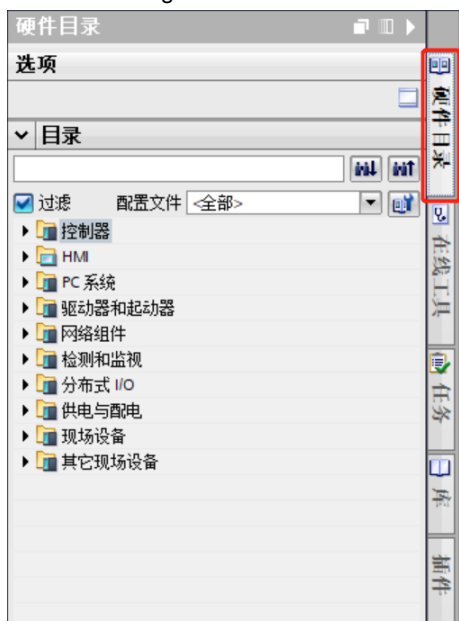 硬件目录
选项
目录
过滤 配置文件 <全部>
控制器
HMI
PC 系统
驱动器和起动器
网络组件
检测和监视
分布式 I/O
供电与配电
现场设备
其它现场设备
硬件目录
在线工具
任务
库
插件